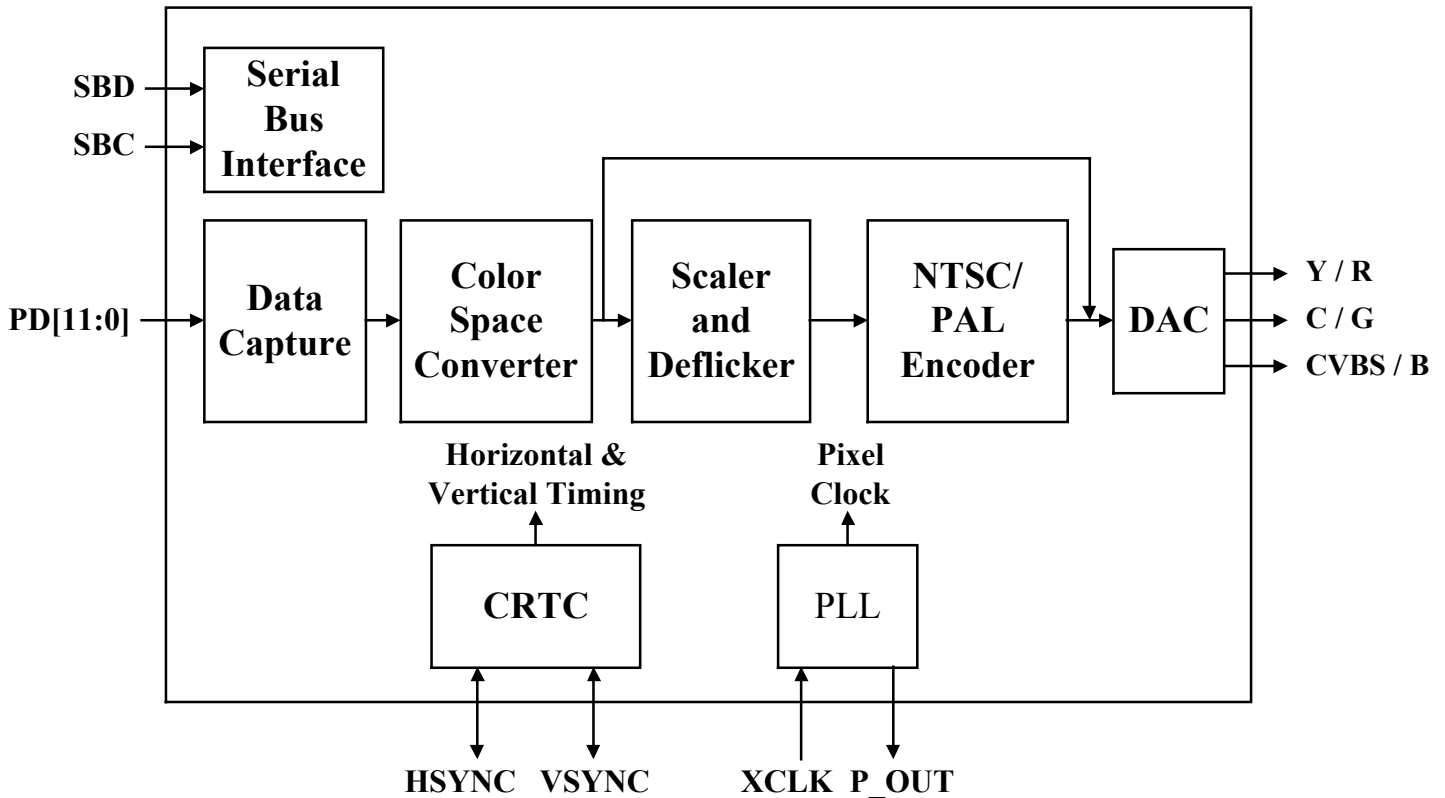 SBD
SBC
Serial
Bus
Interface
PD[11:0]
Data
Capture
Color
Space
Converter
Scaler
and
Deflicker
NTSC/
PAL
Encoder
DAC
Y / R
C / G
CVBS / B
Horizontal &
Vertical Timing
Pixel
Clock
CRTC
PLL
HSYNC VSYNC
XCLK P_OUT